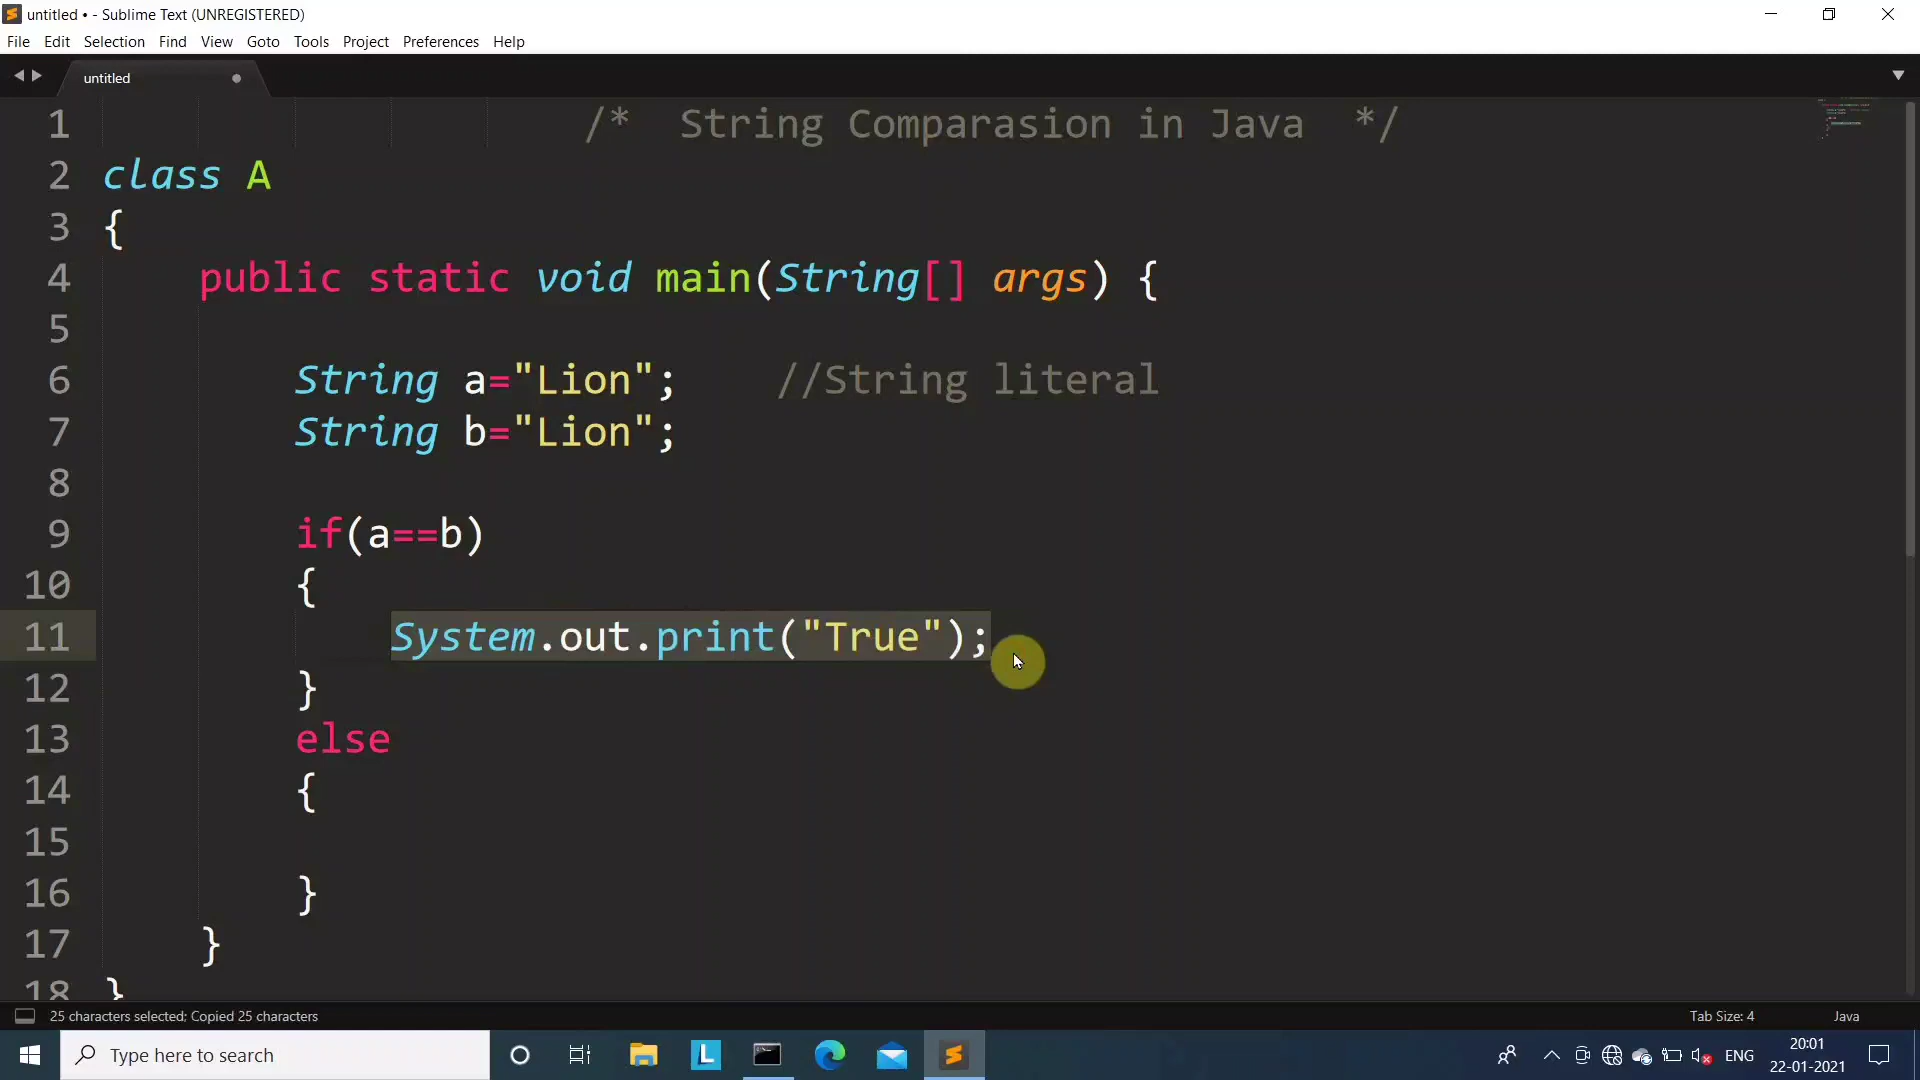 untitled • - Sublime Text (UNREGISTERED)
File Edit Selection Find View Goto Tools Project Preferences Help
untitled
1 /* String Comparasion in Java */
2 class A
3 {
4 public static void main(String[] args) {
5
6 String a="Lion"; //String literal
7 String b="Lion";
8
9 if(a==b)
10 {
11 System.out.print("True");
12 }
13 else
14 {
15
16 }
17 }
18 }
25 characters selected; Copied 25 characters Tab Size: 4 Java
Type here to search
ENG
20:01
22-01-2021